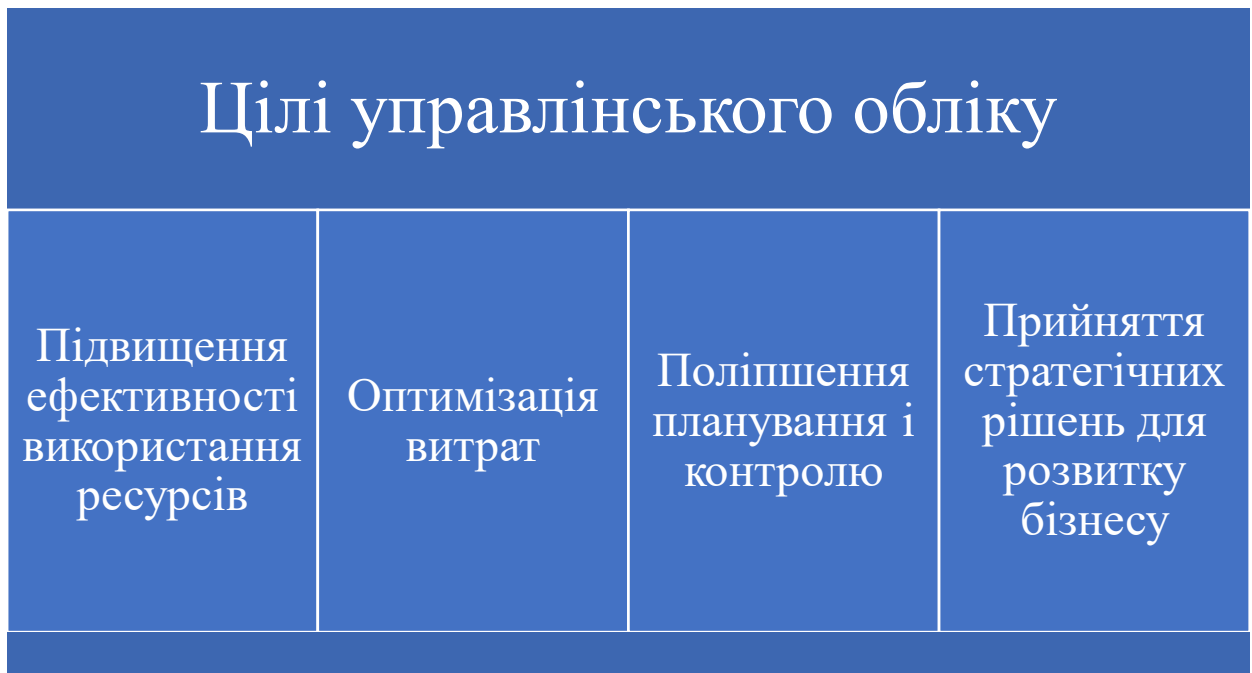 Цілі управлінського обліку
Підвищення
ефективності
використання
ресурсів
Оптимізація
витрат
Поліпшення
планування і
контролю
Прийняття
стратегічних
рішень для
розвитку
бізнесу